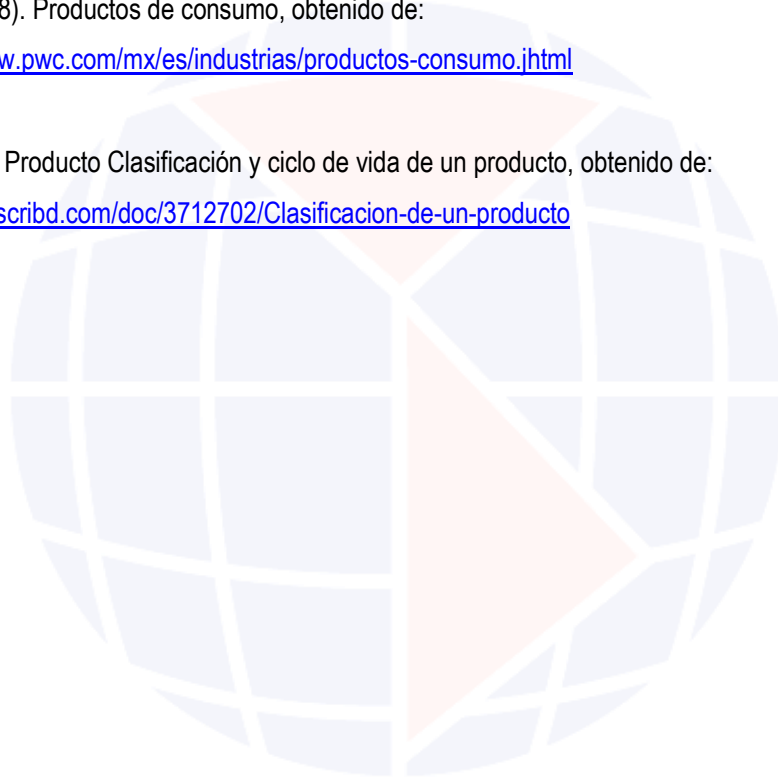 8). Productos de consumo, obtenido de:
w.pwc.com/mx/es/industrias/productos-consumo.jhtml
Producto Clasificación y ciclo de vida de un producto, obtenido de:
scribd.com/doc/3712702/Clasificacion-de-un-producto